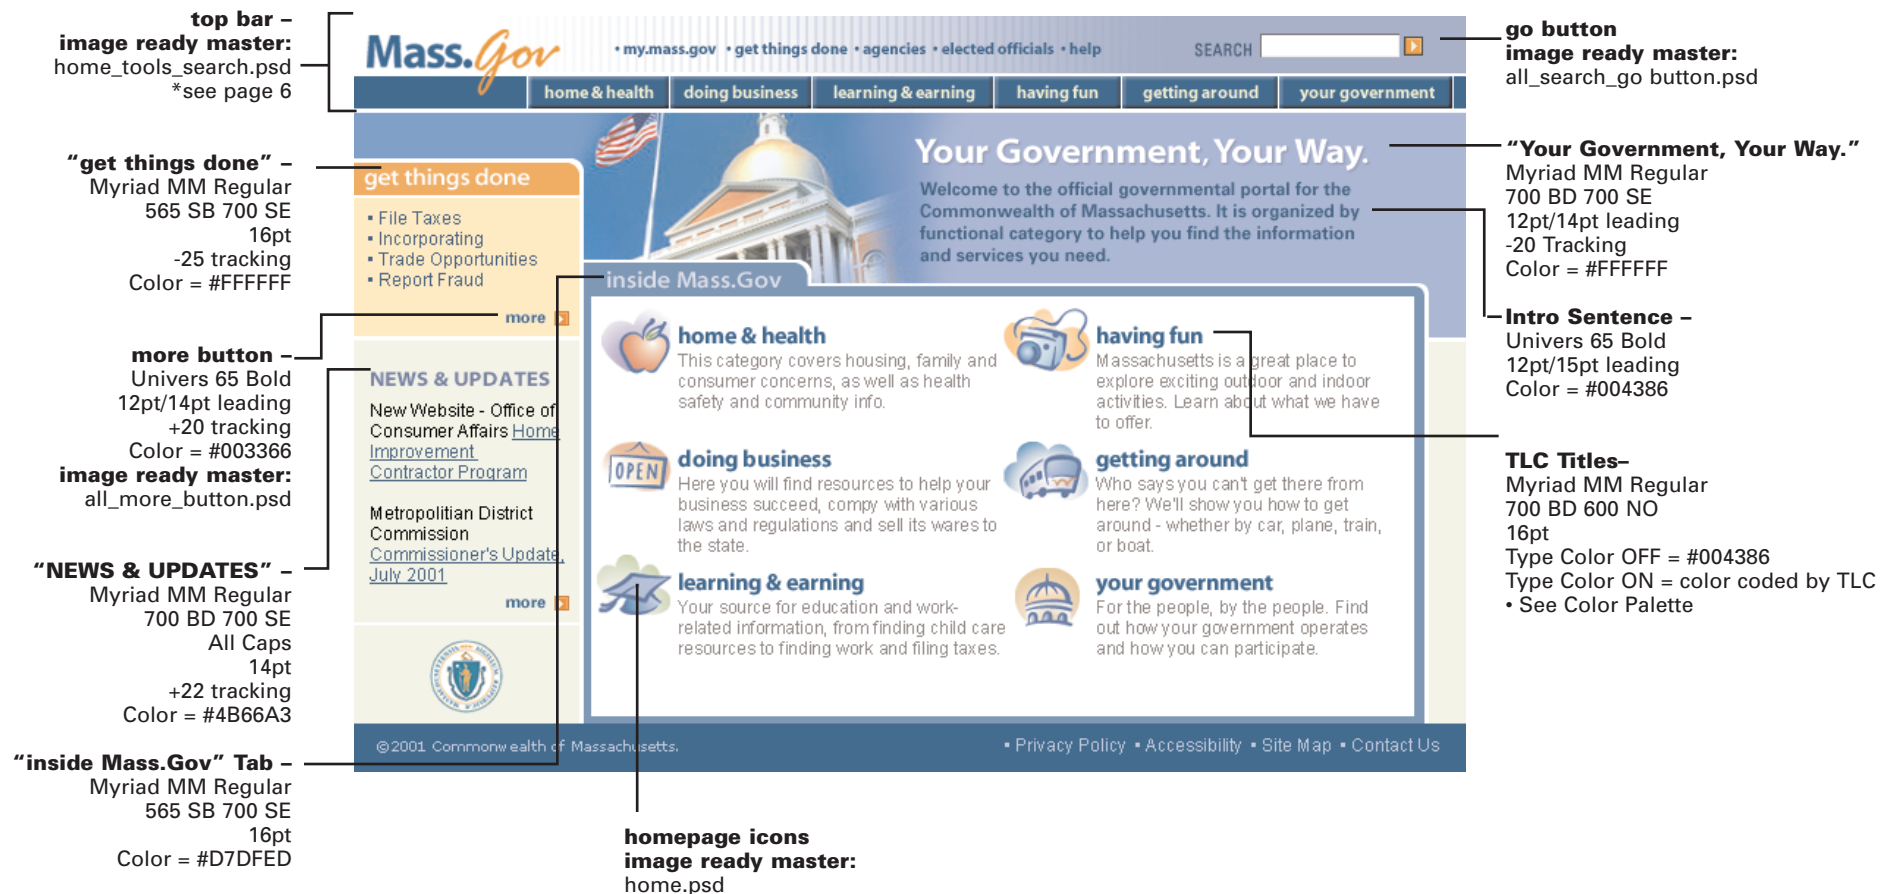 top bar –
image ready master:
home_tools_search.psd
*see page 6
“get things done” –
Myriad MM Regular
565 SB 700 SE
16pt
-25 tracking
Color = #FFFFFF
more button –
Univers 65 Bold
12pt/14pt leading
+20 tracking
Color = #003366
image ready master:
all_more_button.psd
“NEWS & UPDATES” –
Myriad MM Regular
700 BD 700 SE
All Caps
14pt
+22 tracking
Color = #4B66A3
“inside Mass.Gov” Tab –
Myriad MM Regular
565 SB 700 SE
16pt
Color = #D7DFED
Mass.Gov
• my.mass.gov • get things done • agencies • elected officials • help
SEARCH
home & health doing business learning & earning having fun getting around your government
get things done
▪ File Taxes
▪ Incorporating
▪ Trade Opportunities
▪ Report Fraud
more
NEWS & UPDATES
New Website - Office of
Consumer Affairs Home
Improvement
Contractor Program
Metropolitian District
Commission
Commissioner's Update,
July 2001
more
Your Government, Your Way.
Welcome to the official governmental portal for the
Commonwealth of Massachusetts. It is organized by
functional category to help you find the information
and services you need.
inside Mass.Gov
home & health
This category covers housing, family and
consumer concerns, as well as health
safety and community info.
OPEN
doing business
Here you will find resources to help your
business succeed, compy with various
laws and regulations and sell its wares to
the state.
learning & earning
Your source for education and work-
related information, from finding child care
resources to finding work and filing taxes.
having fun
Massachusetts is a great place to
explore exciting outdoor and indoor
activities. Learn about what we have
to offer.
getting around
Who says you can't get there from
here? We'll show you how to get
around - whether by car, plane, train,
or boat.
your government
For the people, by the people. Find
out how your government operates
and how you can participate.
©2001 Commonwealth of Massachusetts.
▪ Privacy Policy ▪ Accessibility ▪ Site Map ▪ Contact Us
homepage icons
image ready master:
home.psd
go button
image ready master:
all_search_go button.psd
“Your Government, Your Way.”
Myriad MM Regular
700 BD 700 SE
12pt/14pt leading
-20 Tracking
Color = #FFFFFF
Intro Sentence –
Univers 65 Bold
12pt/15pt leading
Color = #004386
TLC Titles–
Myriad MM Regular
700 BD 600 NO
16pt
Type Color OFF = #004386
Type Color ON = color coded by TLC
• See Color Palette